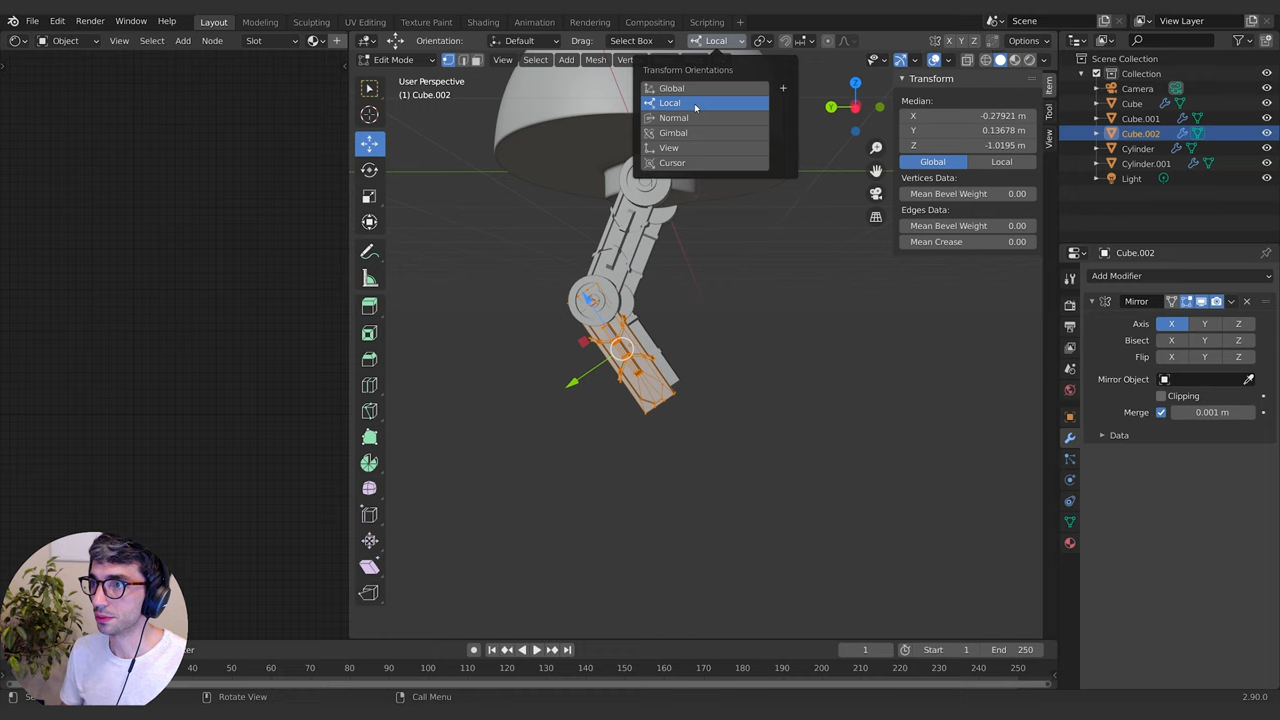 File Edit Render Window Help Layout Modeling Sculpting UV Editing Texture Paint Shading Animation Rendering Compositing Scripting + Scene View Layer
Object View Select Add Node Slot Orientation: Default Drag: Select Box Local X Y Z Options
Edit Mode View Select Add Mesh
User Perspective
(1) Cube.002
Transform Orientations
Global
Local
Normal
Gimbal
View
Cursor
Z
Y
Transform
Median:
X -0.27921 m
Y 0.13678 m
Z -1.0195 m
Global Local
Vertices Data:
Mean Bevel Weight 0.00
Edges Data:
Mean Bevel Weight 0.00
Mean Crease 0.00
Item
Tool
View
Scene Collection
Collection
Camera
Cube
Cube.001
Cube.002
Cylinder
Cylinder.001
Light
Cube.002
Add Modifier
Mirror
Axis X Y Z
Bisect X Y Z
Flip X Y Z
Mirror Object
Clipping
Merge 0.001 m
Data
1 Start 1 End 250
40 50 60 70 80 90 100 110 120 130 140 150 160 170 180 190 200 210 220 230 240 250
Rotate View Call Menu 2.90.0